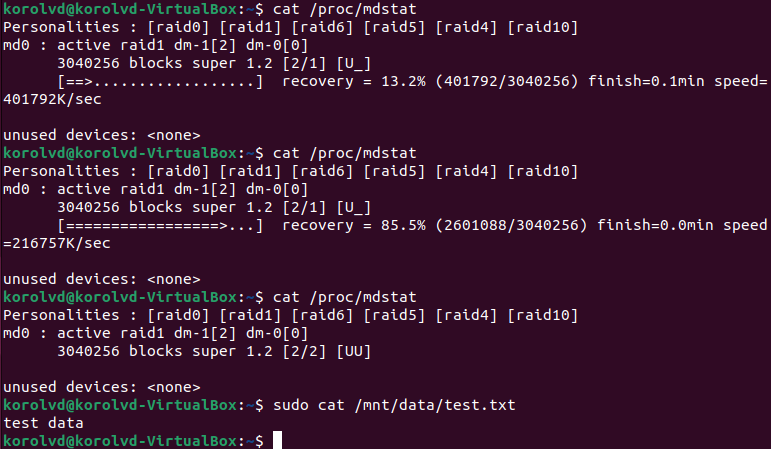 korolvd@korolvd-VirtualBox:~$ cat /proc/mdstat
Personalities : [raid0] [raid1] [raid6] [raid5] [raid4] [raid10]
md0 : active raid1 dm-1[2] dm-0[0]
      3040256 blocks super 1.2 [2/1] [U_]
      [==>..................]  recovery = 13.2% (401792/3040256) finish=0.1min speed=
401792K/sec

unused devices: <none>
korolvd@korolvd-VirtualBox:~$ cat /proc/mdstat
Personalities : [raid0] [raid1] [raid6] [raid5] [raid4] [raid10]
md0 : active raid1 dm-1[2] dm-0[0]
      3040256 blocks super 1.2 [2/1] [U_]
      [=================>...]  recovery = 85.5% (2601088/3040256) finish=0.0min speed
=216757K/sec

unused devices: <none>
korolvd@korolvd-VirtualBox:~$ cat /proc/mdstat
Personalities : [raid0] [raid1] [raid6] [raid5] [raid4] [raid10]
md0 : active raid1 dm-1[2] dm-0[0]
      3040256 blocks super 1.2 [2/2] [UU]

unused devices: <none>
korolvd@korolvd-VirtualBox:~$ sudo cat /mnt/data/test.txt
test data
korolvd@korolvd-VirtualBox:~$